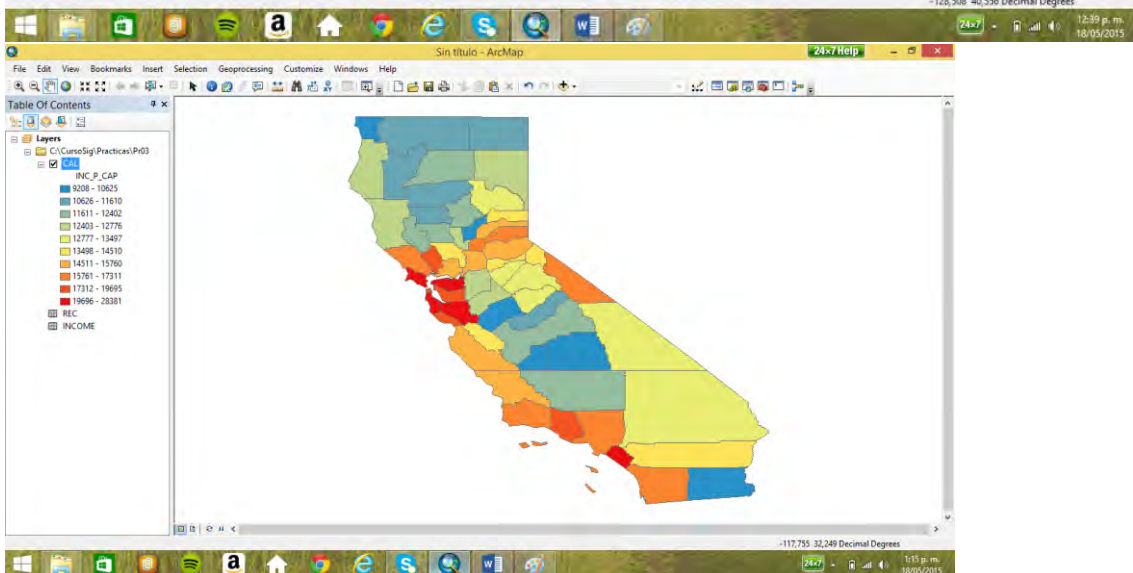 -128,508 40,556 Decimal Degrees
24x7
12:39 p. m.
18/05/2015
Sin título - ArcMap
24x7 Help
File Edit View Bookmarks Insert Selection Geoprocessing Customize Windows Help
Table Of Contents
Layers
C:\CursoSig\Practicas\Pr03
CAL
INC_P_CAP
9208 - 10625
10626 - 11610
11611 - 12402
12403 - 12776
12777 - 13497
13498 - 14510
14511 - 15760
15761 - 17311
17312 - 19695
19696 - 28381
REC
INCOME
-117,755 32,249 Decimal Degrees
24x7
1:15 p. m.
18/05/2015